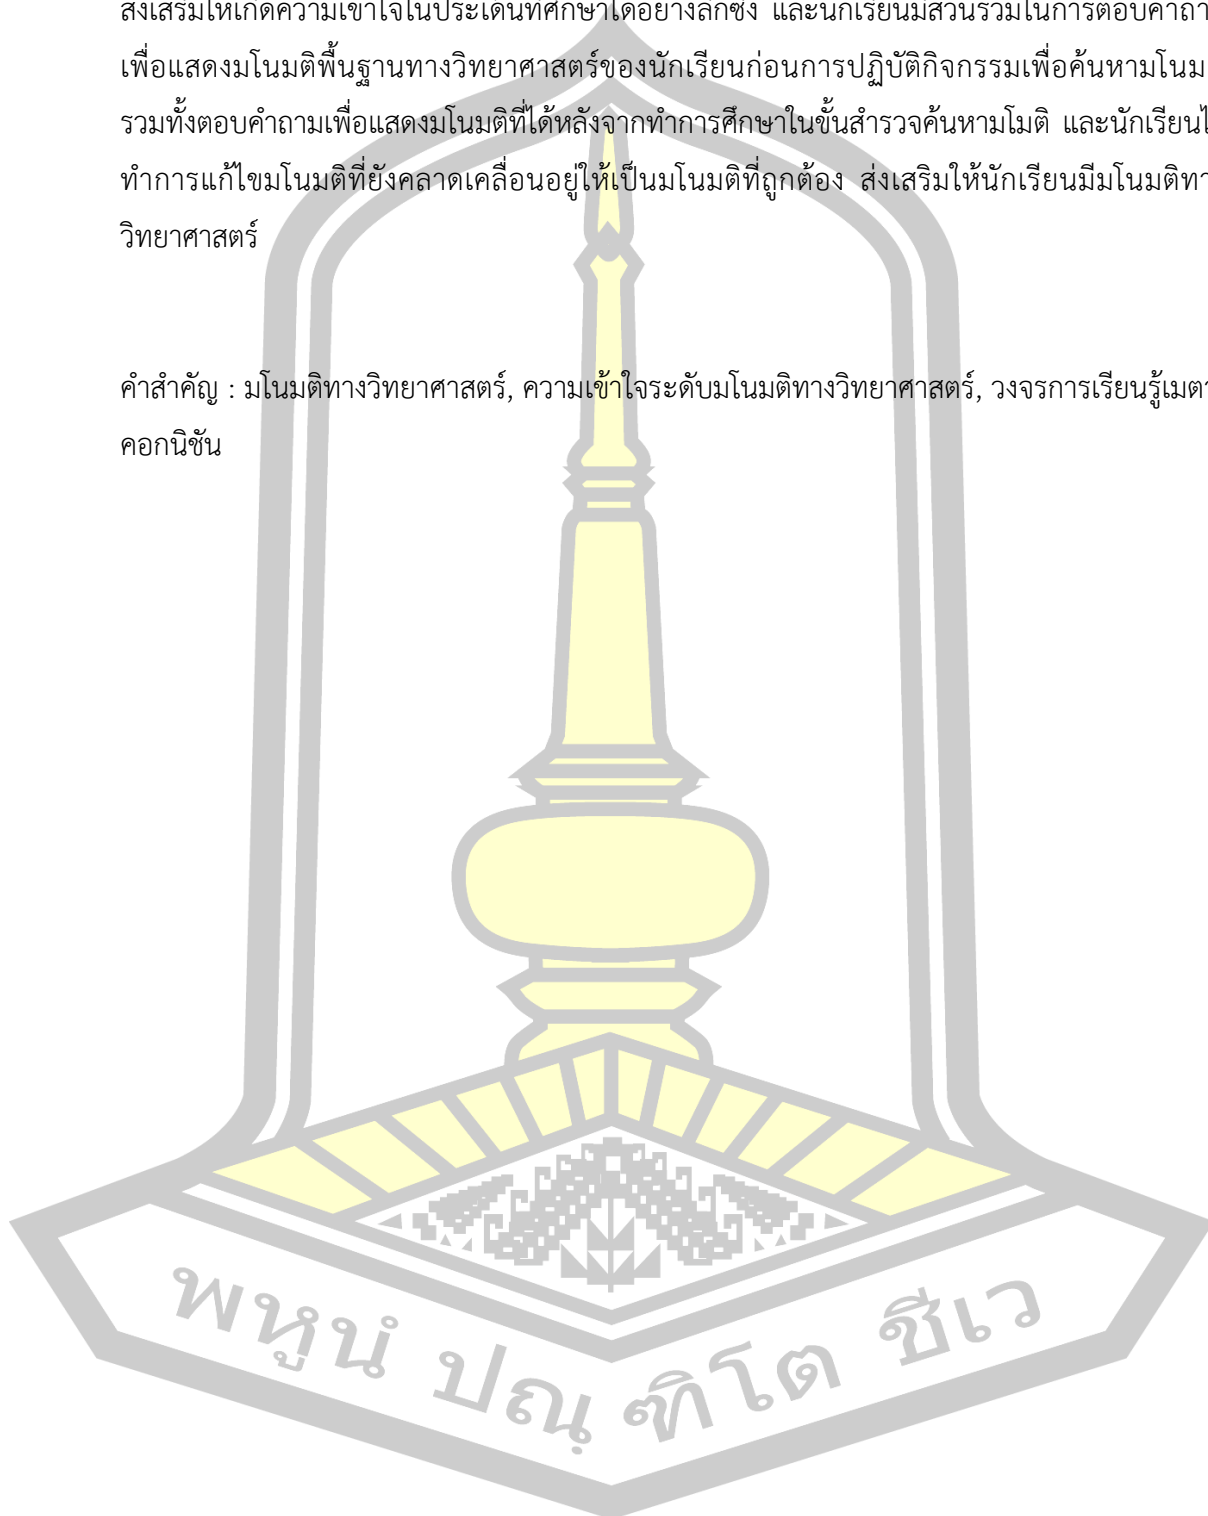 ส่งเสริมให้เกิดความเข้าใจในประเด็นที่ศึกษาได้อย่างลึกซึ้ง และนักเรียนมีส่วนร่วมในการตอบคำถา
เพื่อแสดงมโนมติพื้นฐานทางวิทยาศาสตร์ของนักเรียนก่อนการปฏิบัติกิจกรรมเพื่อค้นหามโนม
รวมทั้งตอบคำถามเพื่อแสดงมโนมติที่ได้หลังจากทำการศึกษาในขั้นสำรวจค้นหามโมติ และนักเรียนไ
ทำการแก้ไขมโนมติที่ยังคลาดเคลื่อนอยู่ให้เป็นมโนมติที่ถูกต้อง ส่งเสริมให้นักเรียนมีมโนมติทา
วิทยาศาสตร์
คำสำคัญ : มโนมติทางวิทยาศาสตร์, ความเข้าใจระดับมโนมติทางวิทยาศาสตร์, วงจรการเรียนรู้เมตา
คอกนิชัน
พหูนํ ปณฺ ฑิโต ชีเว